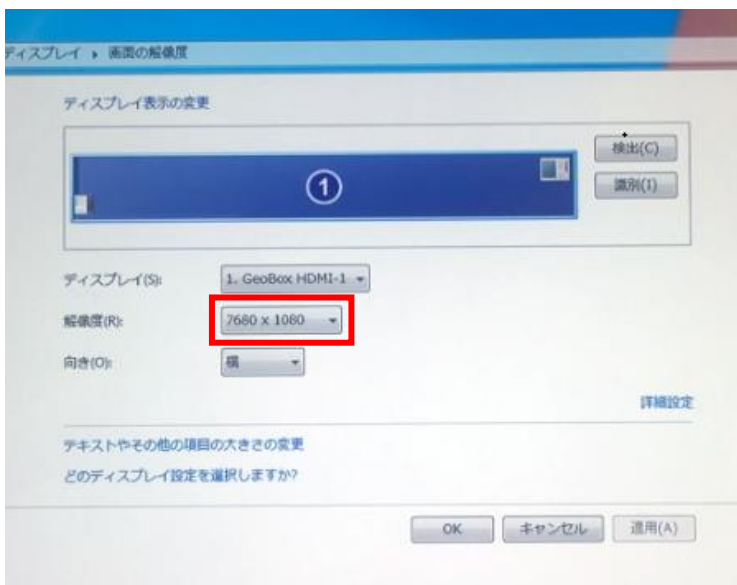 ディスプレイ ▸ 画面の解像度
ディスプレイ表示の変更
1
検出(C)
識別(I)
ディスプレイ(S):
1. GeoBox HDMI-1
解像度(R):
7680 x 1080
向き(O):
横
詳細設定
テキストやその他の項目の大きさの変更
どのディスプレイ設定を選択しますか?
OK
キャンセル
適用(A)